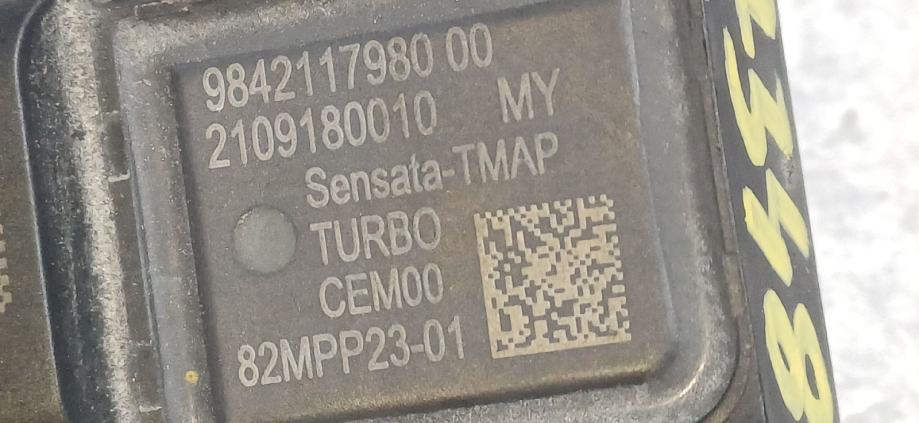 9842117980 00
2109180010 MY
Sensata-TMAP
TURBO
CEM00
82MPP23-01